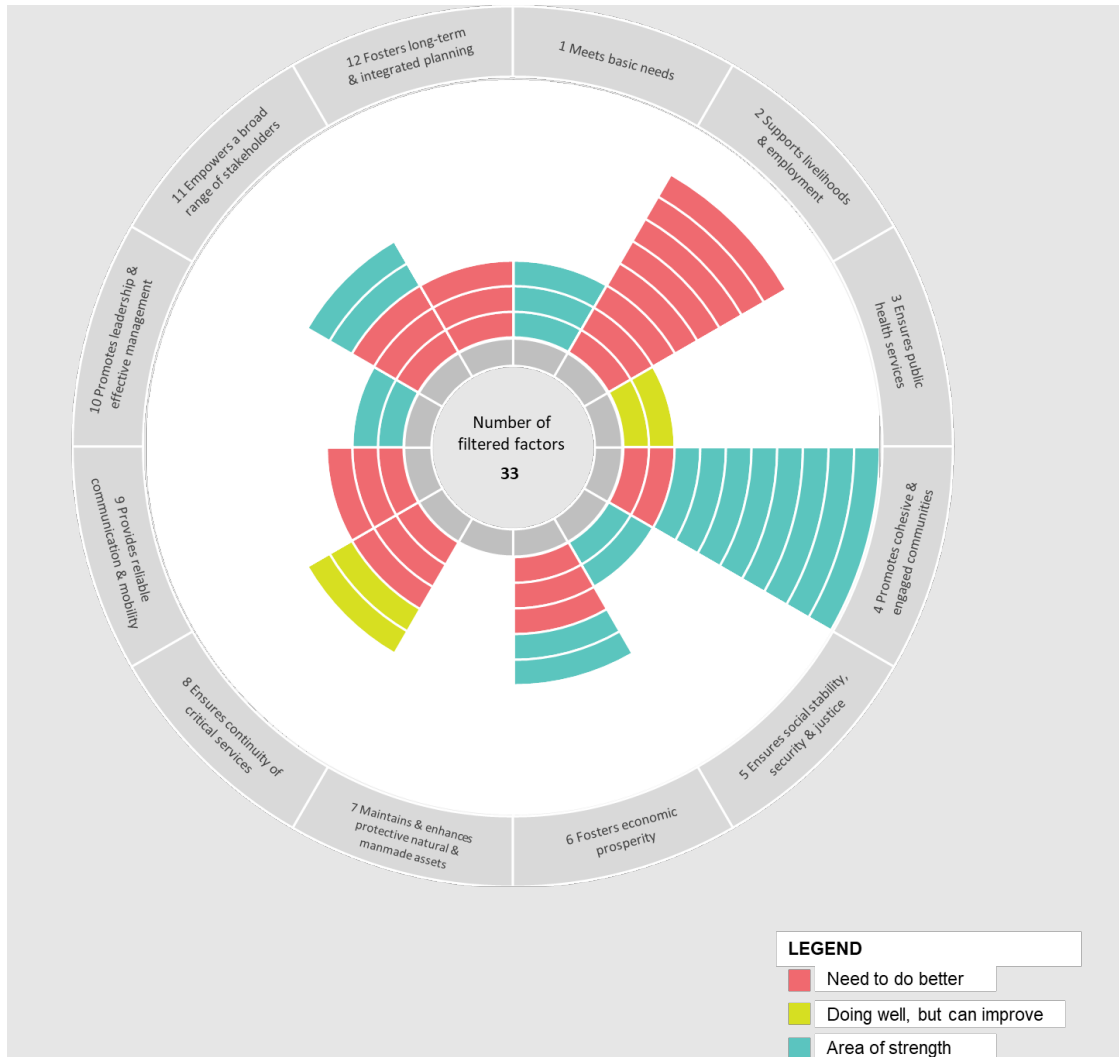 12 Fosters long-term
& integrated planning
1 Meets basic needs
2 Supports livelihoods
& employment
3 Ensures public
health services
4 Promotes cohesive &
engaged communities
5 Ensures social stability,
security & justice
6 Fosters economic
prosperity
7 Maintains & enhances
protective natural &
manmade assets
8 Ensures continuity of
critical services
9 Provides reliable
communication & mobility
10 Promotes leadership &
effective management
11 Empowers a broad
range of stakeholders
Number of
filtered factors
33
LEGEND
Need to do better
Doing well, but can improve
Area of strength